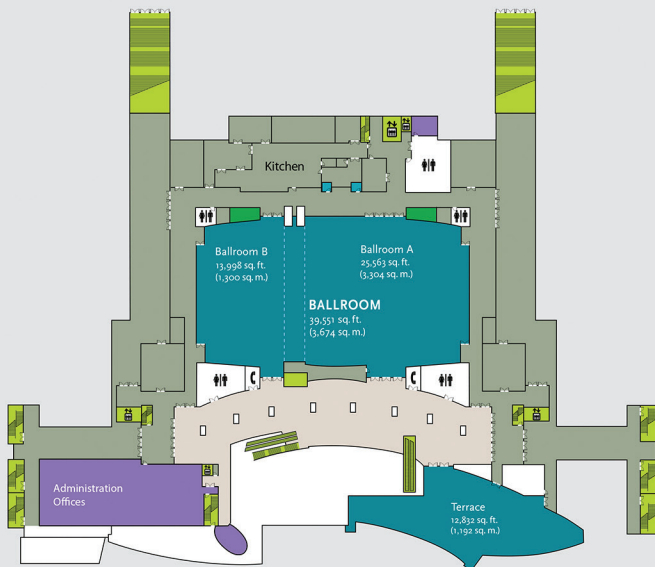 Kitchen
Ballroom B
13,998 sq. ft.
(1,300 sq. m.)
Ballroom A
25,563 sq. ft.
(3,304 sq. m.)
BALLROOM
39,551 sq. ft.
(3,674 sq. m.)
Administration
Offices
Terrace
12,832 sq. ft.
(1,192 sq. m.)